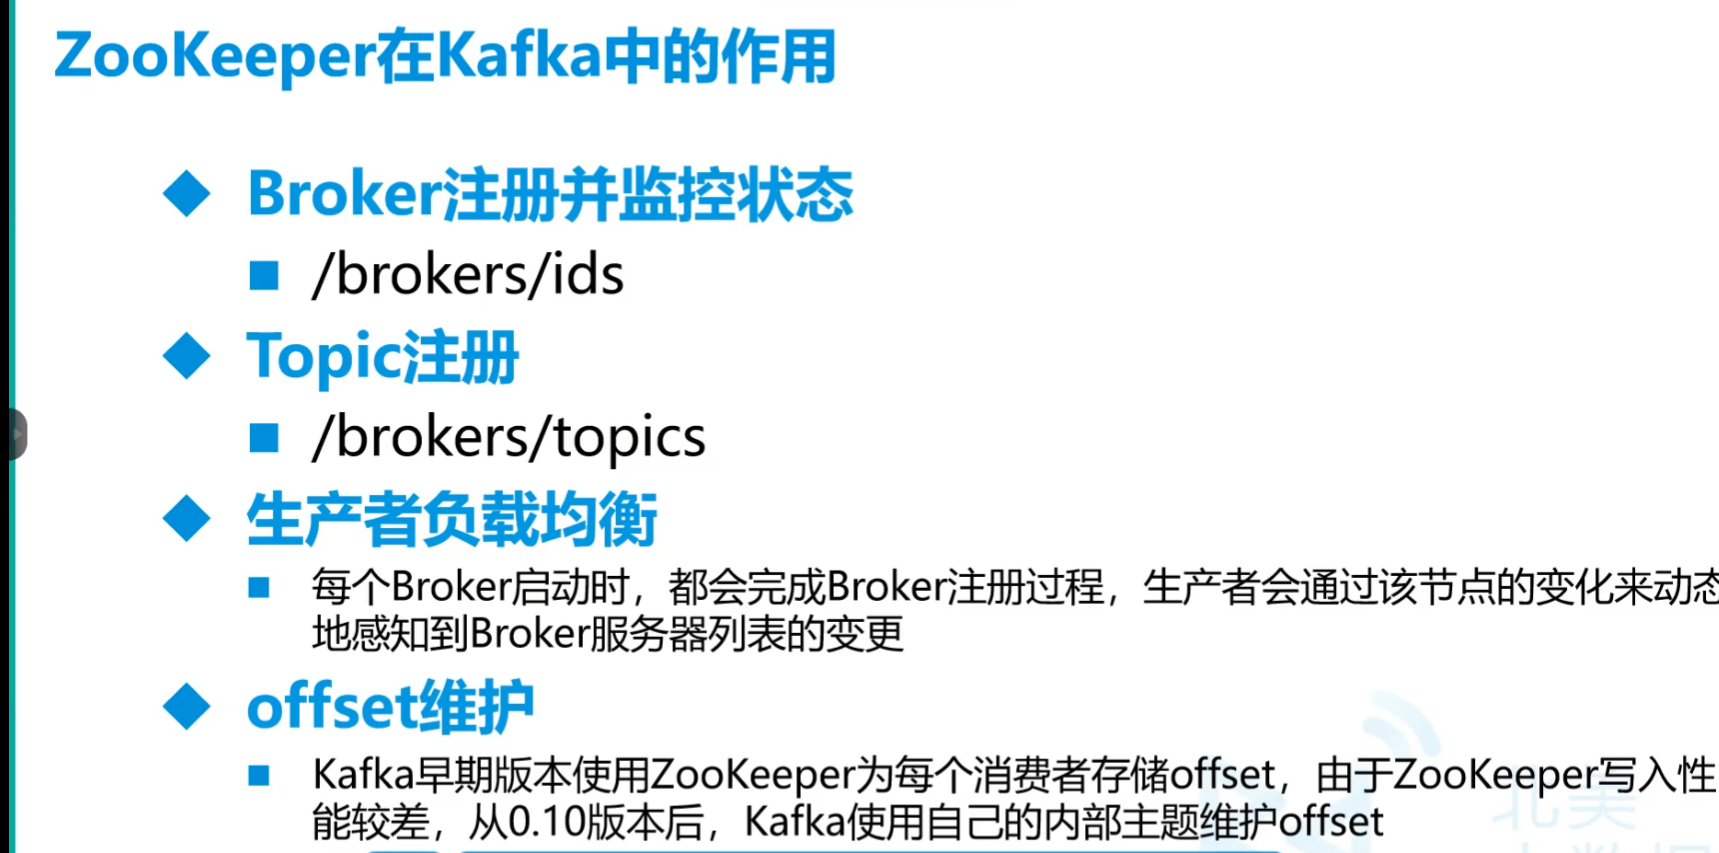 ZooKeeper在Kafka中的作用
Broker注册并监控状态
/brokers/ids
Topic注册
/brokers/topics
生产者负载均衡
每个Broker启动时，都会完成Broker注册过程，生产者会通过该节点的变化来动态
地感知到Broker服务器列表的变更
offset维护
Kafka早期版本使用ZooKeeper为每个消费者存储offset，由于ZooKeeper写入性
能较差，从0.10版本后，Kafka使用自己的内部主题维护offset
北美